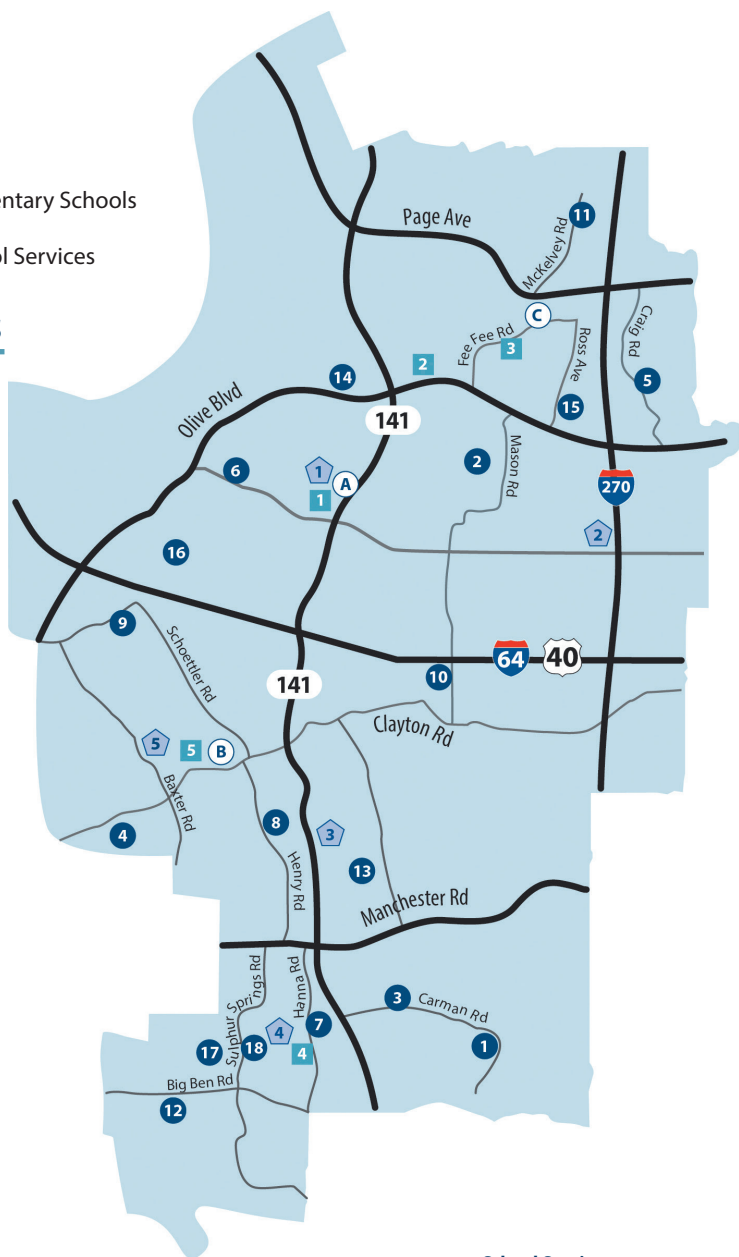 entary Schools
ol Services
Page Ave
McKelvey Rd
11
C
Fee Fee Rd
3
Ross Ave
Craig Rd
5
2
14
Olive Blvd
141
15
2
Mason Rd
6
1
A
1
270
2
16
9
Schoettler Rd
64
40
10
141
Clayton Rd
5
5
B
Baxter Rd
4
8
3
Henry Rd
13
Manchester Rd
Sulphur Springs Rd
Hanna Rd
3
Carman Rd
7
4
4
1
17
18
Big Ben Rd
12